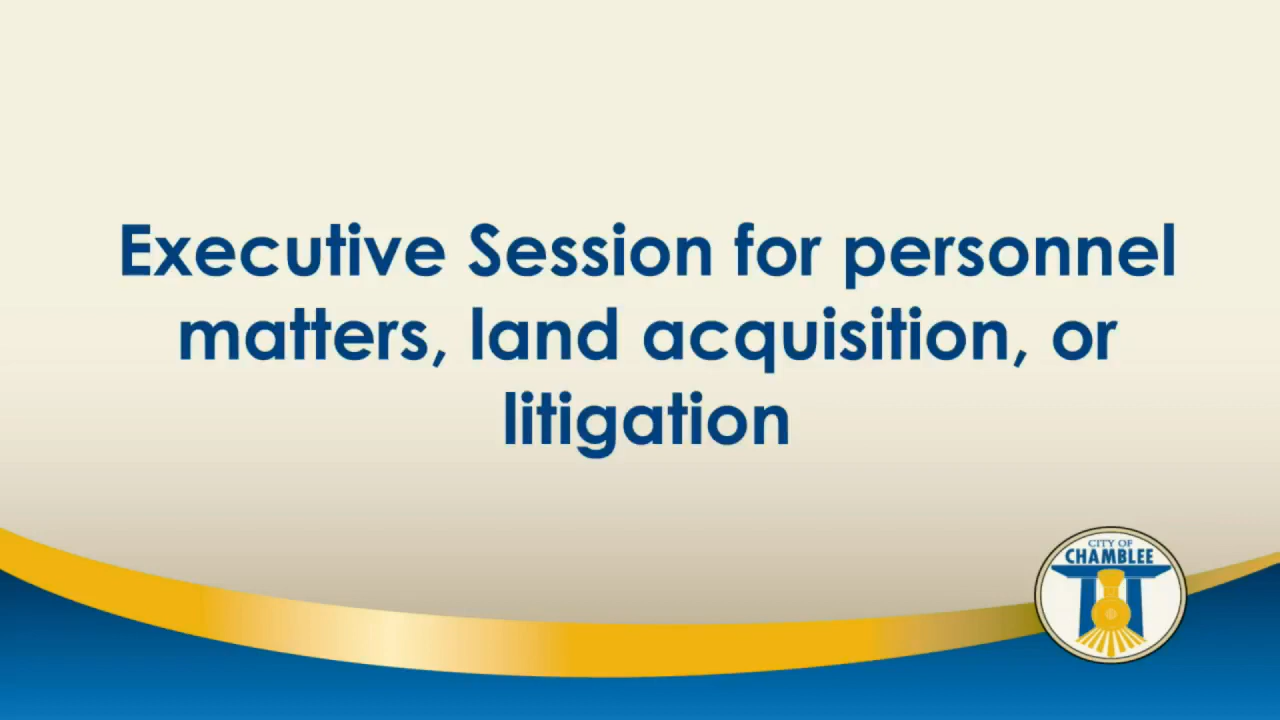 Executive Session for personnel
matters, land acquisition, or
litigation
CITY OF
CHAMBLEE